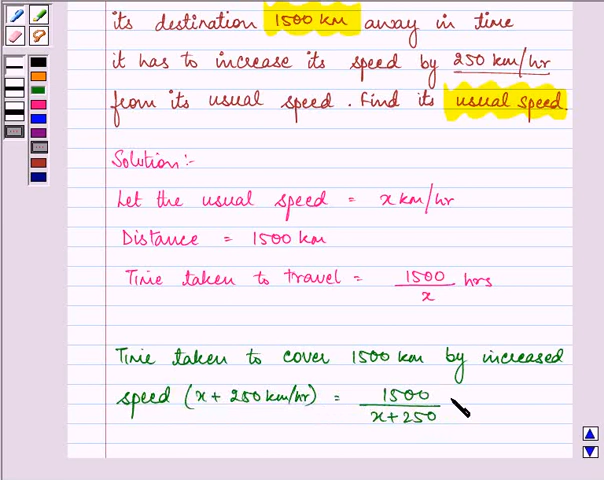 its destination 1500 km away in time
it has to increase its speed by 250 km/hr
from its usual speed. Find its usual speed.
Solution:-
Let the usual speed = x km/hr
Distance = 1500 km
Time taken to travel = 1500/x hrs
Time taken to cover 1500 km by increased
speed (x + 250 km/hr) = 1500/x+250